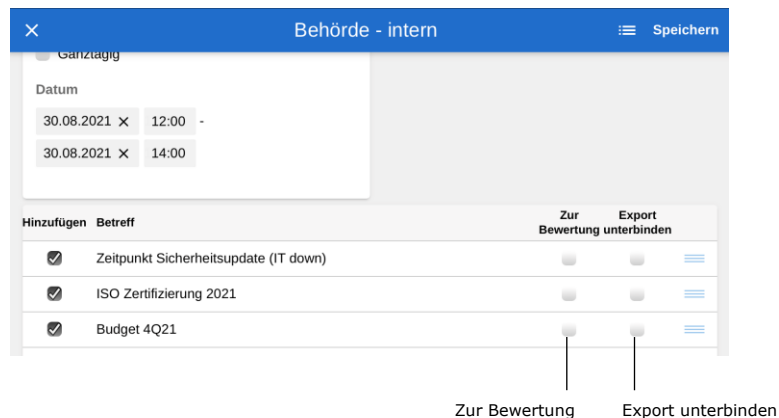 Behörde - intern
Speichern
Ganztägig
Datum
30.08.2021 12:00 -
30.08.2021 14:00
Hinzufügen Betreff Zur Bewertung Export unterbinden
Zeitpunkt Sicherheitsupdate (IT down)
ISO Zertifizierung 2021
Budget 4Q21
Zur Bewertung Export unterbinden